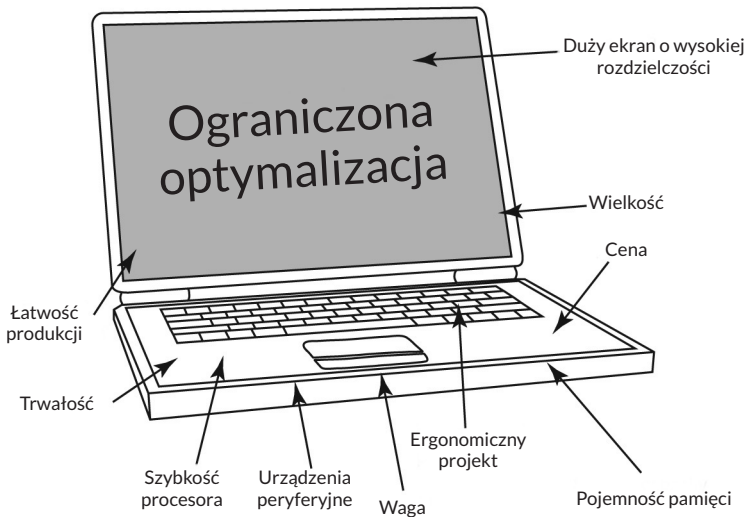 Duży ekran o wysokiej
rozdzielczości
Ograniczona
optymalizacja
Wielkość
Cena
Łatwość
produkcji
Trwałość
Ergonomiczny
projekt
Szybkość
procesora
Urządzenia
peryferyjne
Waga
Pojemność pamięci